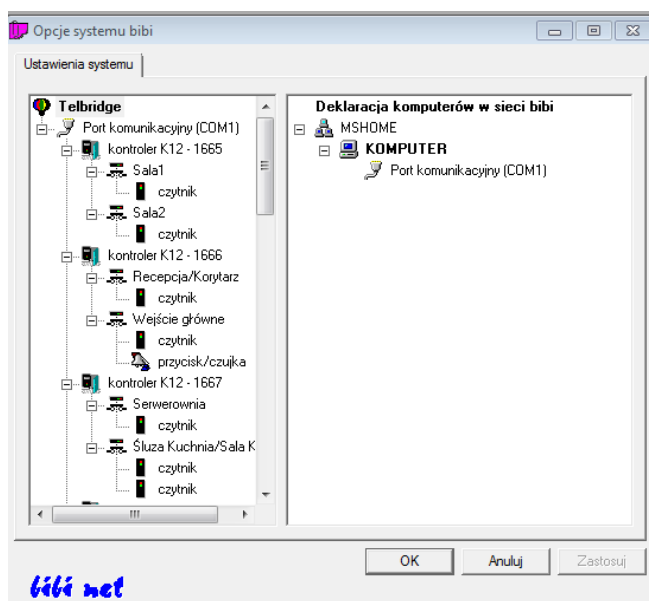 Opcje systemu bibi
Ustawienia systemu
Telbridge
Port komunikacyjny (COM1)
kontroler K12 - 1665
Sala1
czytnik
Sala2
czytnik
kontroler K12 - 1666
Recepcja/Korytarz
czytnik
Wejście główne
czytnik
przycisk/czujka
kontroler K12 - 1667
Serwerownia
czytnik
Śluza Kuchnia/Sala K
czytnik
czytnik
Deklaracja komputerów w sieci bibi
MSHOME
KOMPUTER
Port komunikacyjny (COM1)
OK
Anuluj
Zastosuj
bibi net